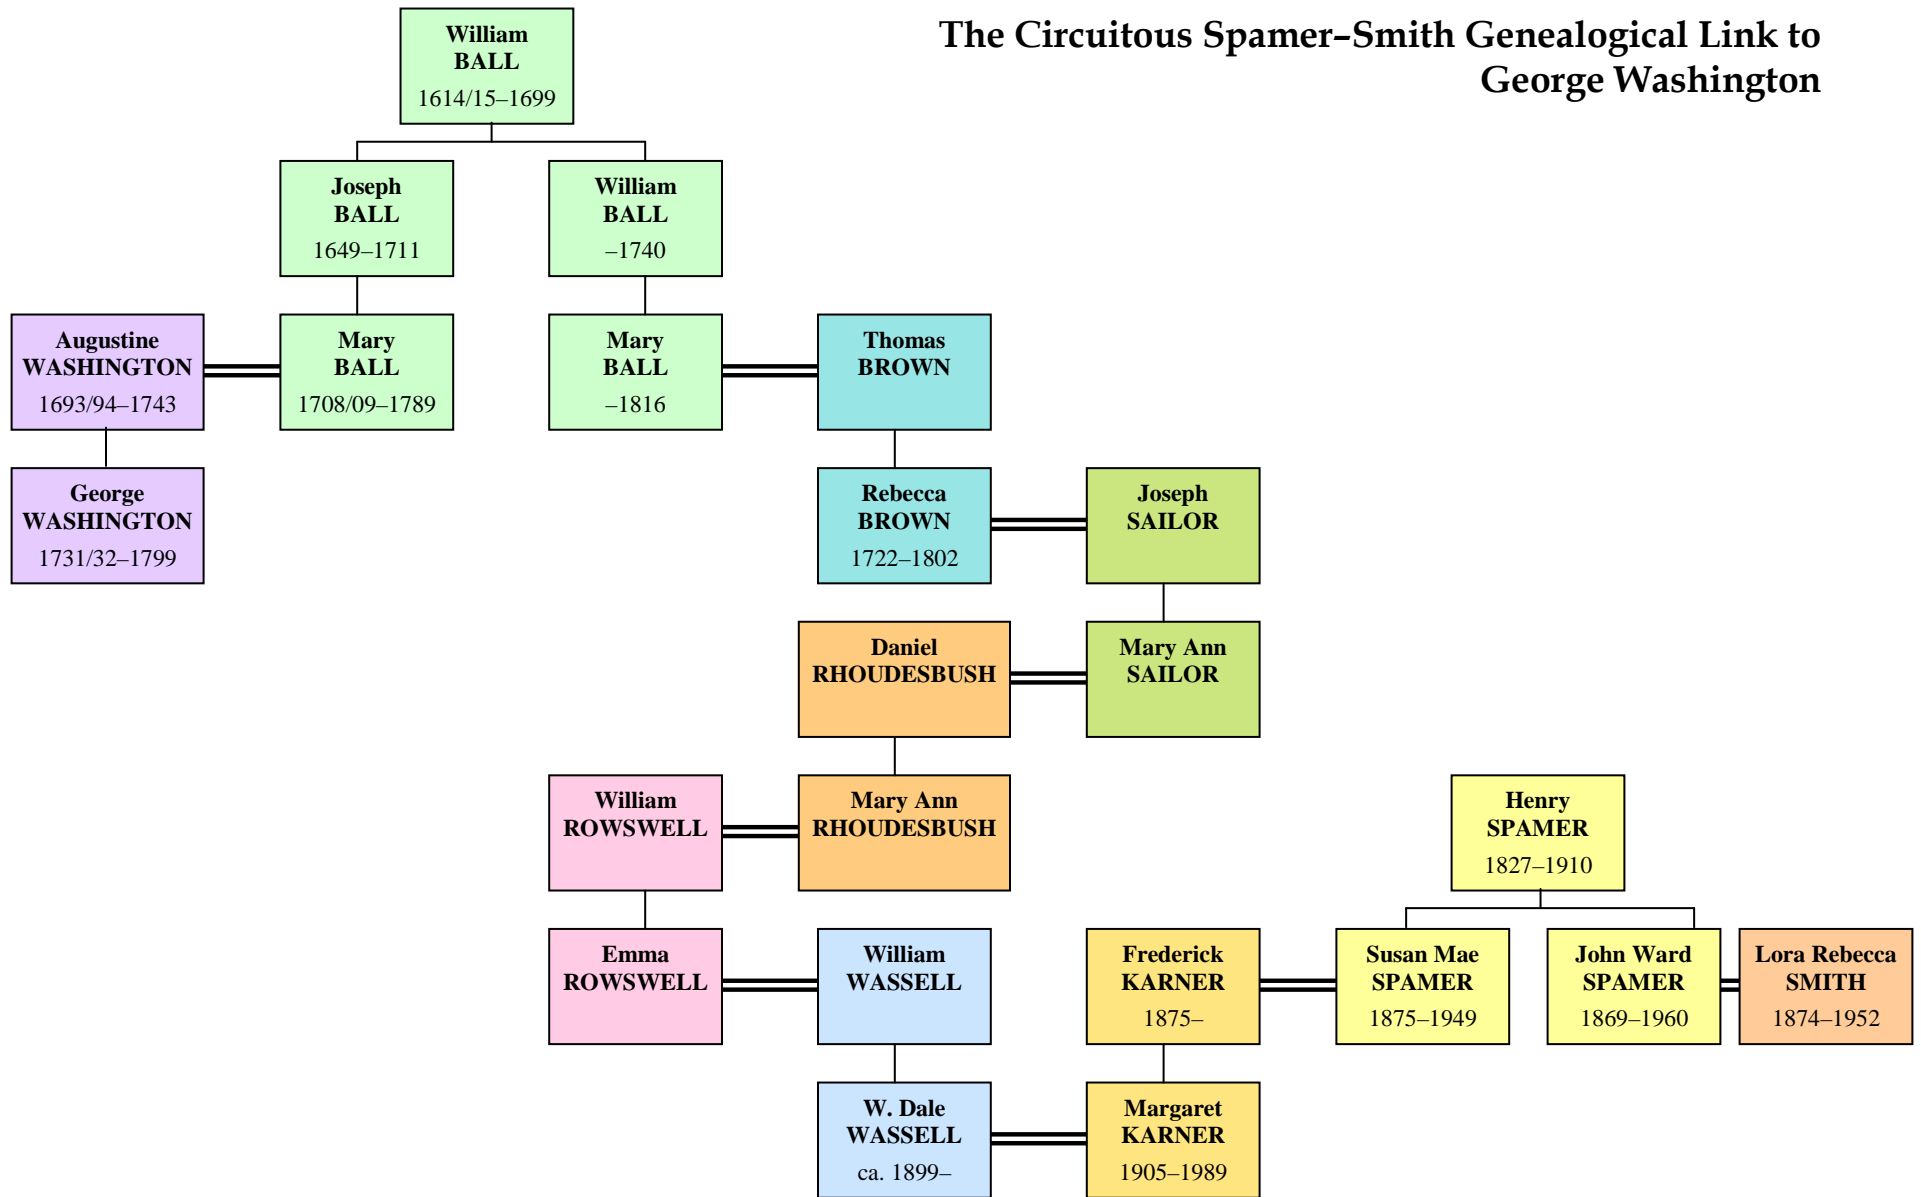 The Circuitous Spamer–Smith Genealogical Link to
George Washington
William
BALL
1614/15–1699
Joseph
BALL
1649–1711
William
BALL
–1740
Augustine
WASHINGTON
1693/94–1743
Mary
BALL
1708/09–1789
Mary
BALL
–1816
Thomas
BROWN
George
WASHINGTON
1731/32–1799
Rebecca
BROWN
1722–1802
Joseph
SAILOR
Daniel
RHOUDESBUSH
Mary Ann
SAILOR
William
ROWSWELL
Mary Ann
RHOUDESBUSH
Henry
SPAMER
1827–1910
Emma
ROWSWELL
William
WASSELL
Frederick
KARNER
1875–
Susan Mae
SPAMER
1875–1949
John Ward
SPAMER
1869–1960
Lora Rebecca
SMITH
1874–1952
W. Dale
WASSELL
ca. 1899–
Margaret
KARNER
1905–1989